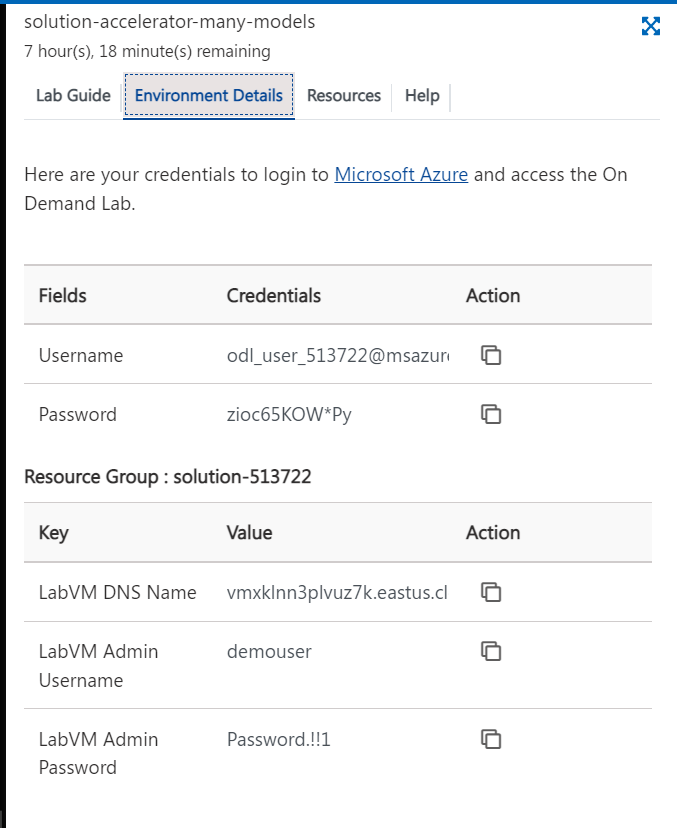 solution-accelerator-many-models
7 hour(s), 18 minute(s) remaining
Lab Guide Environment Details Resources Help
Here are your credentials to login to Microsoft Azure and access the On
Demand Lab.
Fields Credentials Action
Username odl_user_513722@msazur
Password zioc65KOW*Py
Resource Group : solution-513722
Key Value Action
LabVM DNS Name vmxklnn3plvuz7k.eastus.cl
LabVM Admin demouser
Username
LabVM Admin Password.!!1
Password